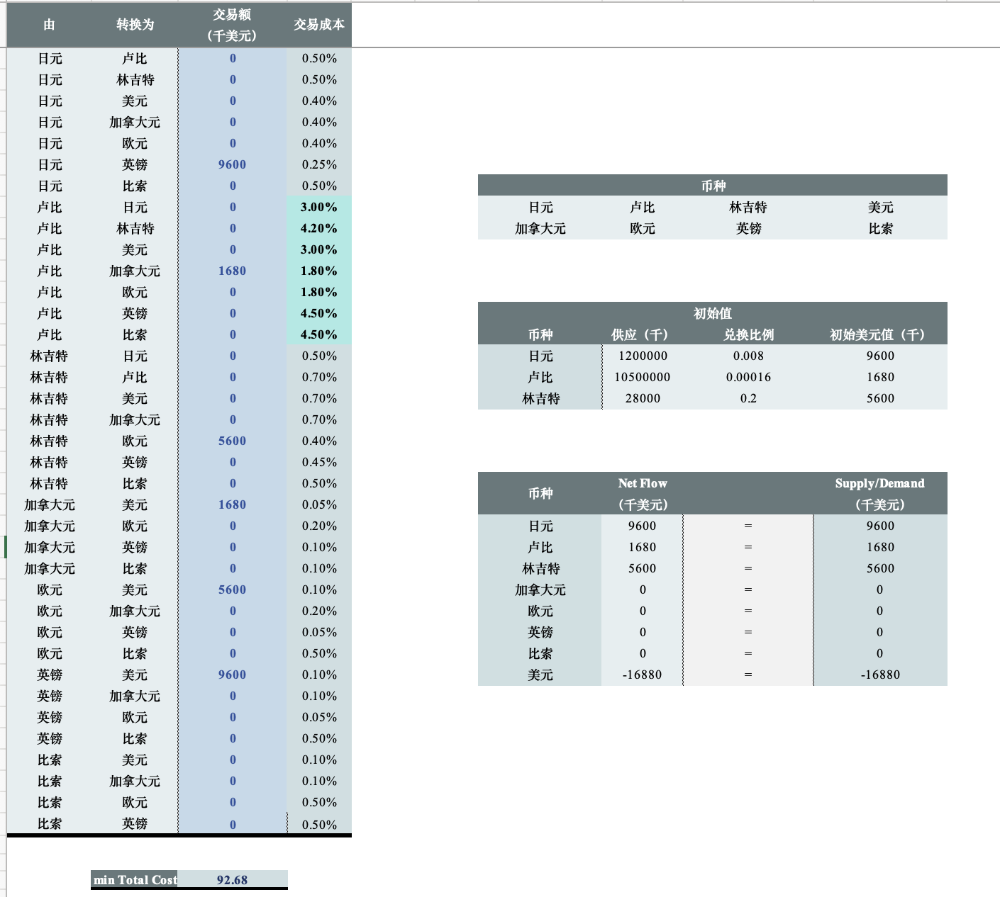 由 转换为 交易额 (千美元) 交易成本
日元 卢比 0 0.50%
日元 林吉特 0 0.50%
日元 美元 0 0.40%
日元 加拿大元 0 0.40%
日元 欧元 0 0.40%
日元 英镑 9600 0.25%
日元 比索 0 0.50%
卢比 日元 0 3.00%
卢比 林吉特 0 4.20%
卢比 美元 0 3.00%
卢比 加拿大元 1680 1.80%
卢比 欧元 0 1.80%
卢比 英镑 0 4.50%
卢比 比索 0 4.50%
林吉特 日元 0 0.50%
林吉特 卢比 0 0.70%
林吉特 美元 0 0.70%
林吉特 加拿大元 0 0.70%
林吉特 欧元 5600 0.40%
林吉特 英镑 0 0.45%
林吉特 比索 0 0.50%
加拿大元 美元 1680 0.05%
加拿大元 欧元 0 0.20%
加拿大元 英镑 0 0.10%
加拿大元 比索 0 0.10%
欧元 美元 5600 0.10%
欧元 加拿大元 0 0.20%
欧元 英镑 0 0.05%
欧元 比索 0 0.50%
英镑 美元 9600 0.10%
英镑 加拿大元 0 0.10%
英镑 欧元 0 0.05%
英镑 比索 0 0.50%
比索 美元 0 0.10%
比索 加拿大元 0 0.10%
比索 欧元 0 0.50%
比索 英镑 0 0.50%
min Total Cost 92.68
币种
日元 卢比 林吉特 美元
加拿大元 欧元 英镑 比索
初始值
币种 供应（千） 兑换比例 初始美元值（千）
日元 1200000 0.008 9600
卢比 10500000 0.00016 1680
林吉特 28000 0.2 5600
币种 Net Flow (千美元) Supply/Demand (千美元)
日元 9600 = 9600
卢比 1680 = 1680
林吉特 5600 = 5600
加拿大元 0 = 0
欧元 0 = 0
英镑 0 = 0
比索 0 = 0
美元 -16880 = -16880